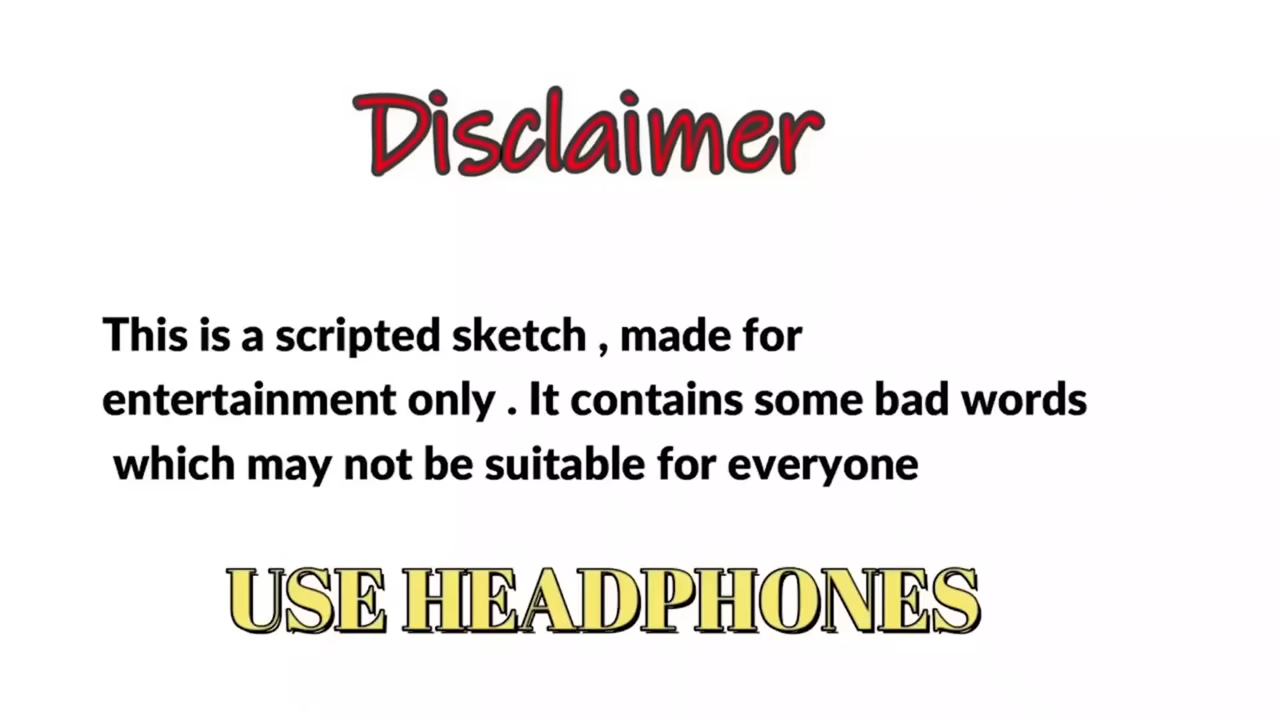 Disclaimer
This is a scripted sketch , made for
entertainment only . It contains some bad words
which may not be suitable for everyone
USE HEADPHONES